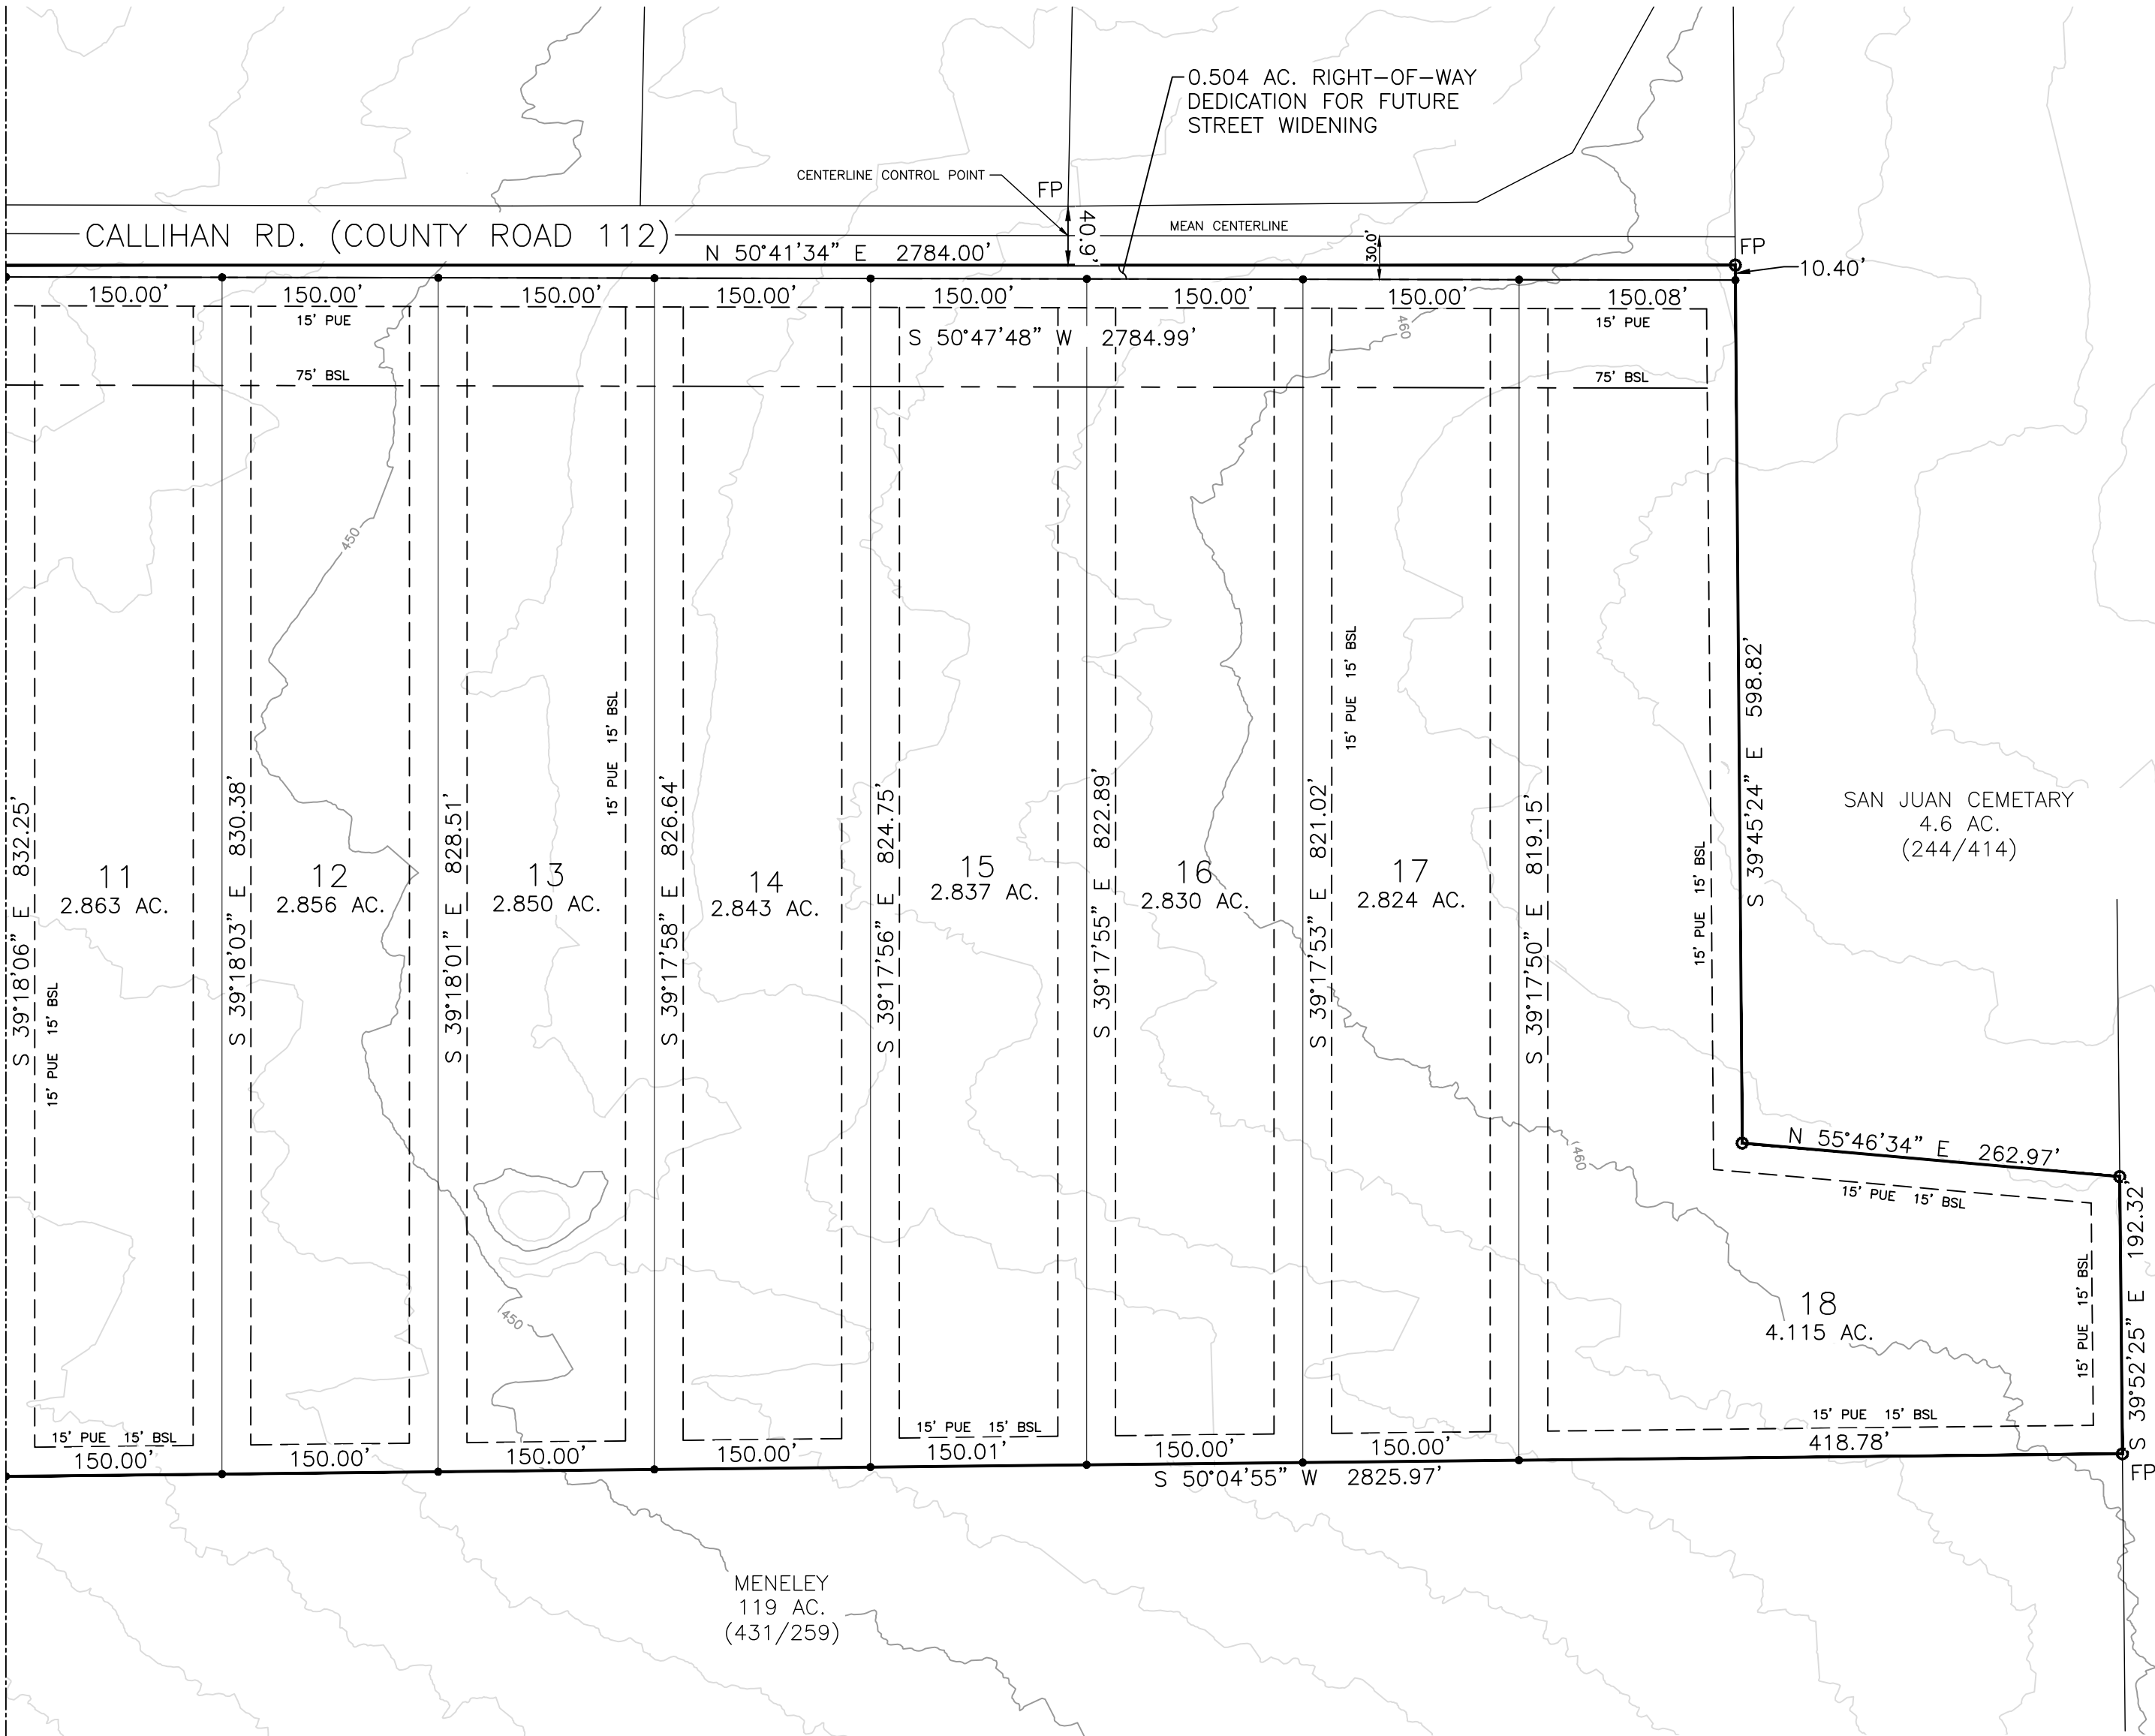 0.504 AC. RIGHT-OF-WAY
DEDICATION FOR FUTURE
STREET WIDENING
CENTERLINE CONTROL POINT
FP
40.9'
MEAN CENTERLINE
30.0'
CALLIHAN RD. (COUNTY ROAD 112)
N 50°41'34" E 2784.00'
FP
10.40'
150.00'
150.00'
150.00'
150.00'
150.00'
150.00'
150.00'
150.08'
15' PUE
15' PUE
S 50°47'48" W 2784.99'
460
75' BSL
75' BSL
450
S 39°18'06" E 832.25'
S 39°18'03" E 830.38'
S 39°18'01" E 828.51'
S 39°17'58" E 826.64'
S 39°17'56" E 824.75'
S 39°17'55" E 822.89'
S 39°17'53" E 821.02'
S 39°17'50" E 819.15'
S 39°45'24" E 598.82'
15' PUE 15' BSL
15' PUE 15' BSL
15' PUE 15' BSL
15' PUE 15' BSL
SAN JUAN CEMETARY
4.6 AC.
(244/414)
11
2.863 AC.
12
2.856 AC.
13
2.850 AC.
14
2.843 AC.
15
2.837 AC.
16
2.830 AC.
17
2.824 AC.
N 55°46'34" E 262.97'
460
15' PUE 15' BSL
S 39°52'25" E 192.32'
15' PUE 15' BSL
18
4.115 AC.
450
15' PUE 15' BSL
15' PUE 15' BSL
15' PUE 15' BSL
150.00'
150.00'
150.00'
150.00'
150.01'
150.00'
150.00'
418.78'
S 50°04'55" W 2825.97'
FP
MENELEY
119 AC.
(431/259)